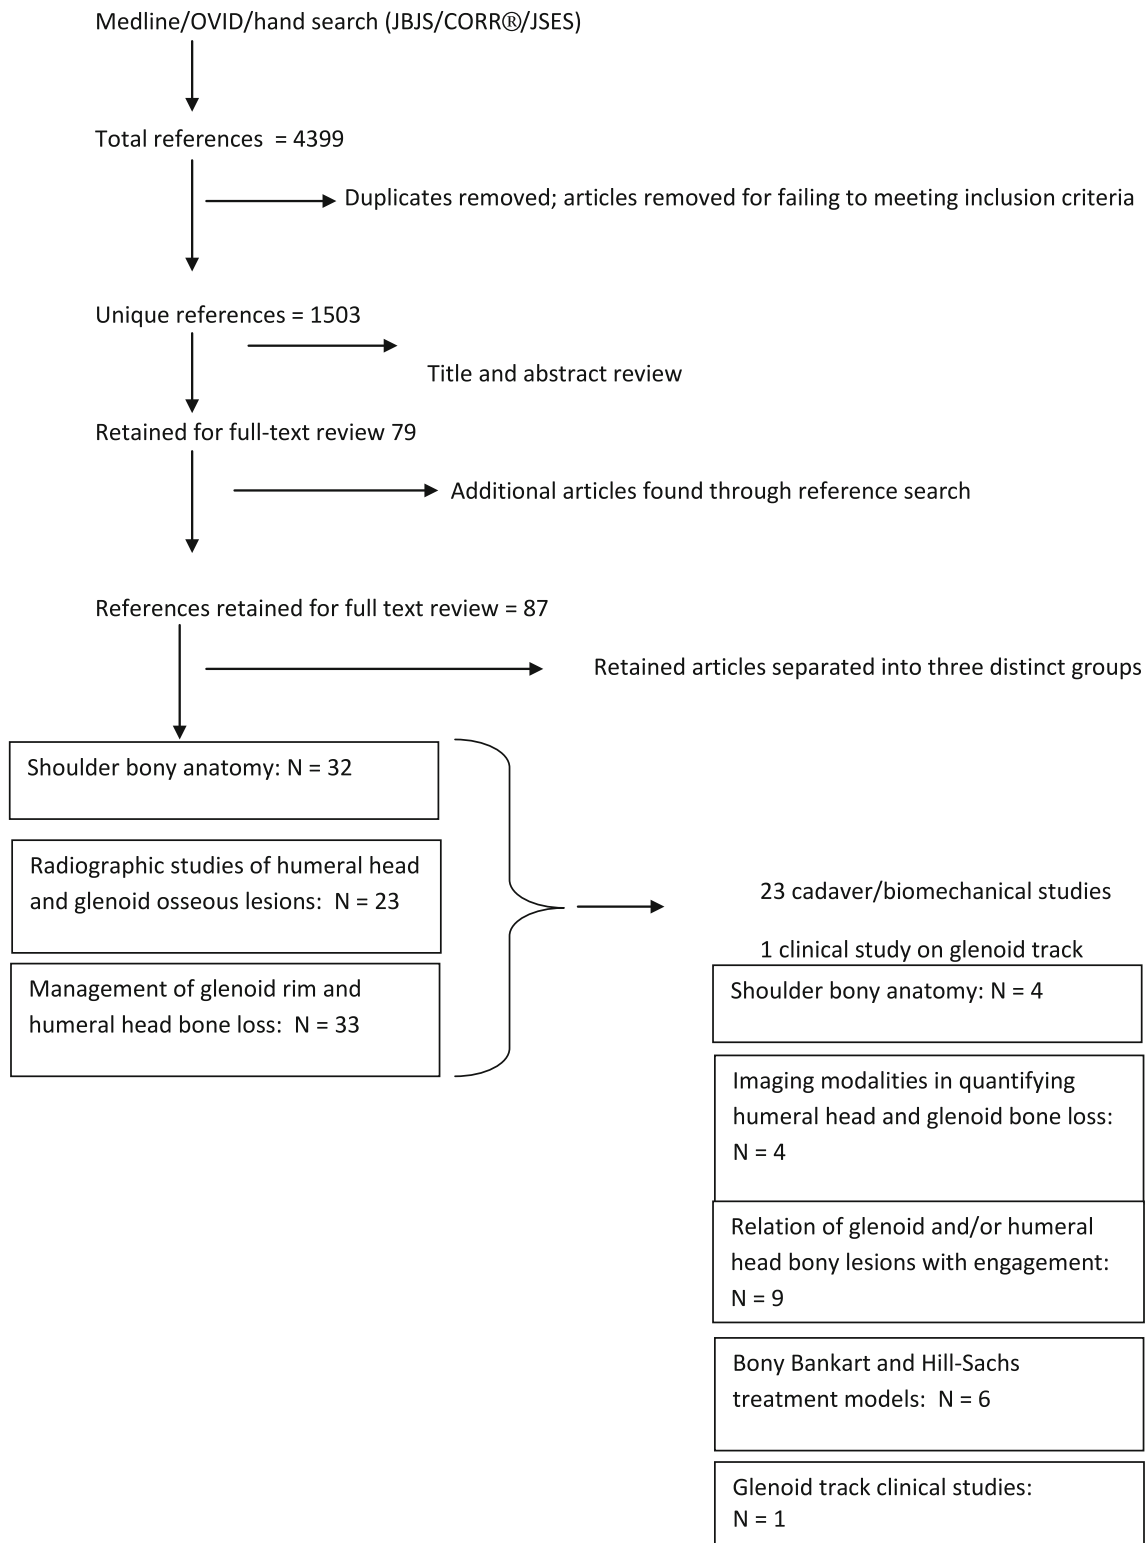 Medline/OVID/hand search (JBJS/CORR®/JSES)
Total references = 4399
Duplicates removed; articles removed for failing to meeting inclusion criteria
Unique references = 1503
Title and abstract review
Retained for full-text review 79
Additional articles found through reference search
References retained for full text review = 87
Retained articles separated into three distinct groups
Shoulder bony anatomy: N = 32
Radiographic studies of humeral head
and glenoid osseous lesions: N = 23
Management of glenoid rim and
humeral head bone loss: N = 33
23 cadaver/biomechanical studies
1 clinical study on glenoid track
Shoulder bony anatomy: N = 4
Imaging modalities in quantifying
humeral head and glenoid bone loss:
N = 4
Relation of glenoid and/or humeral
head bony lesions with engagement:
N = 9
Bony Bankart and Hill-Sachs
treatment models: N = 6
Glenoid track clinical studies:
N = 1